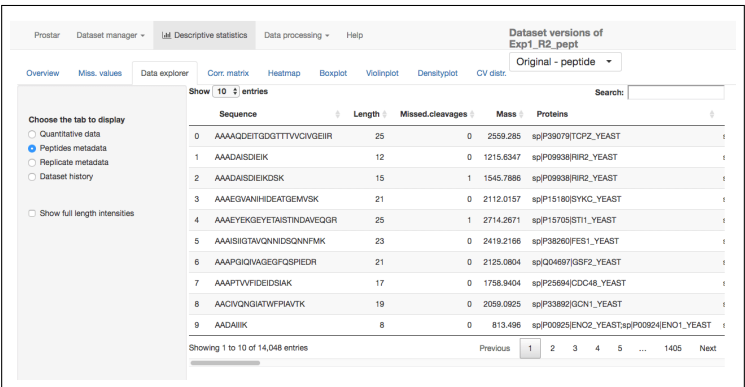 Prostar Dataset manager Descriptive statistics Data processing Help
Dataset versions of
Exp1_R2_pept
Original - peptide
Overview Miss. values Data explorer Corr. matrix Heatmap Boxplot Violinplot Densityplot CV distr.
Choose the tab to display
Quantitative data
Peptides metadata
Replicate metadata
Dataset history
Show full length intensities
Show 10 entries Search:
Sequence Length Missed.cleavages Mass Proteins
0 AAAAQDEITGDGTTTVVCIVGEIIR 25 0 2559.285 sp|P39079|TCPZ_YEAST s
1 AAADAISDIEIK 12 0 1215.6347 sp|P09938|RIR2_YEAST s
2 AAADAISDIEIKDSK 15 1 1545.7886 sp|P09938|RIR2_YEAST s
3 AAAEGVANIHIDEATGEMVSK 21 0 2112.0157 sp|P15180|SYKC_YEAST s
4 AAAEYEKGEYETAISTINDAVEQGR 25 1 2714.2671 sp|P15705|STI1_YEAST s
5 AAAISIIGTAVQNNIDSQNNFMK 23 0 2419.2166 sp|P38260|FES1_YEAST s
6 AAAPGIQIVAGEGFQSPIEDR 21 0 2125.0804 sp|Q04697|GSF2_YEAST s
7 AAAPTVVFIDEIDSIAK 17 0 1758.9404 sp|P25694|CDC48_YEAST s
8 AACIVQNGIATWFPIAVTK 19 0 2059.0925 sp|P33892|GCN1_YEAST s
9 AADAIIIK 8 0 813.496 sp|P00925|ENO2_YEAST;sp|P00924|ENO1_YEAST s
Showing 1 to 10 of 14,048 entries Previous 1 2 3 4 5 ... 1405 Next